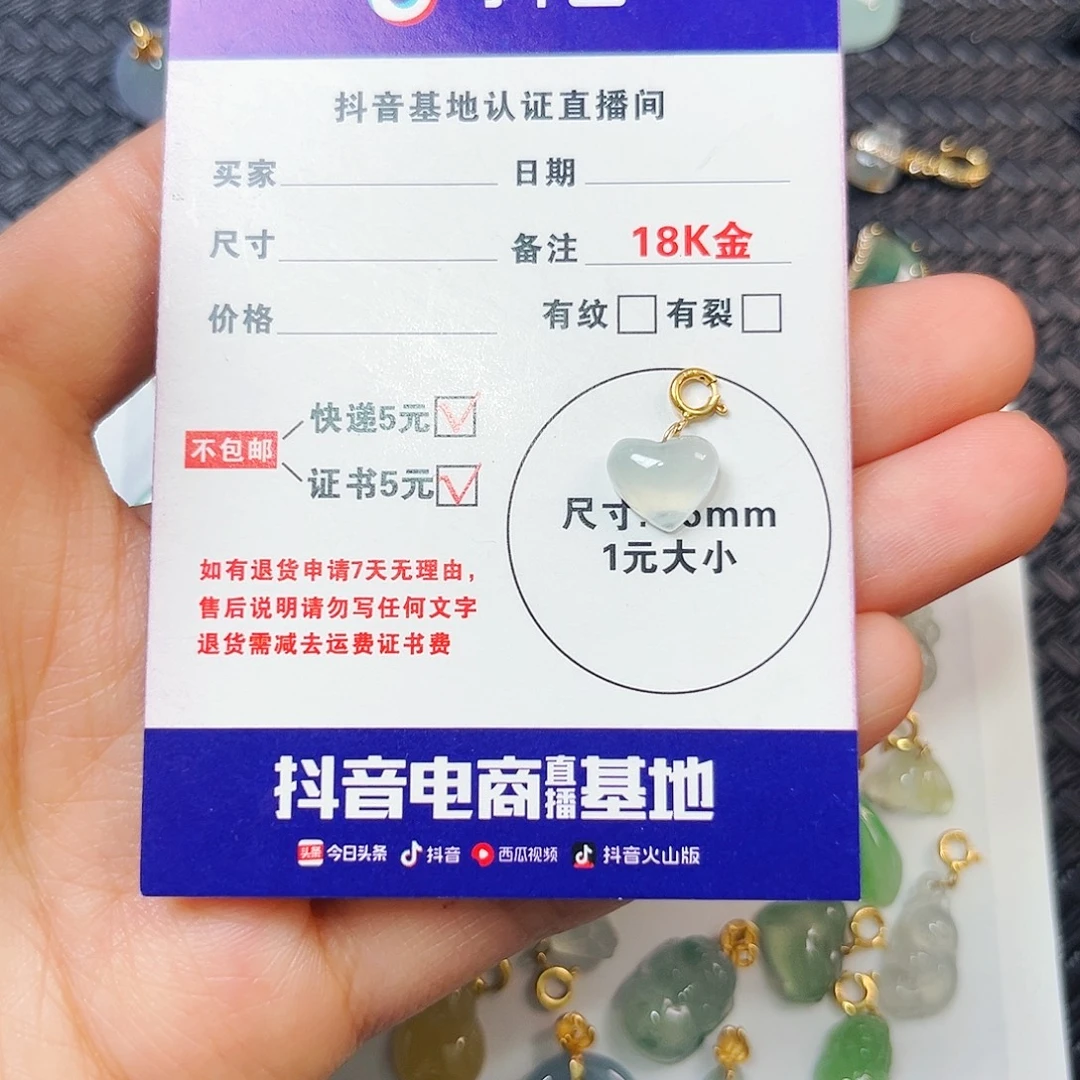 抖音基地认证直播间
买家 日期
尺寸 备注 18K金
价格 有纹 有裂
快递5元
不包邮
证书5元
尺寸 mm
1元大小
如有退货申请7天无理由，
售后说明请勿写任何文字
退货需减去运费证书费
抖音电商直播基地
头条 今日头条 抖音 西瓜视频 抖音火山版